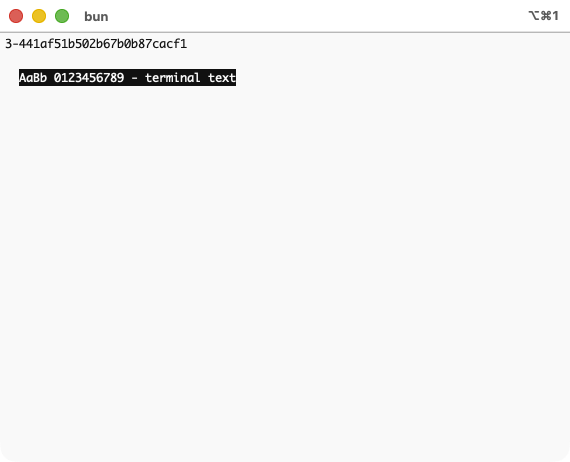 bun
⌥⌘1
3-441af51b502b67b0b87cacf1
AaBb 0123456789 - terminal text